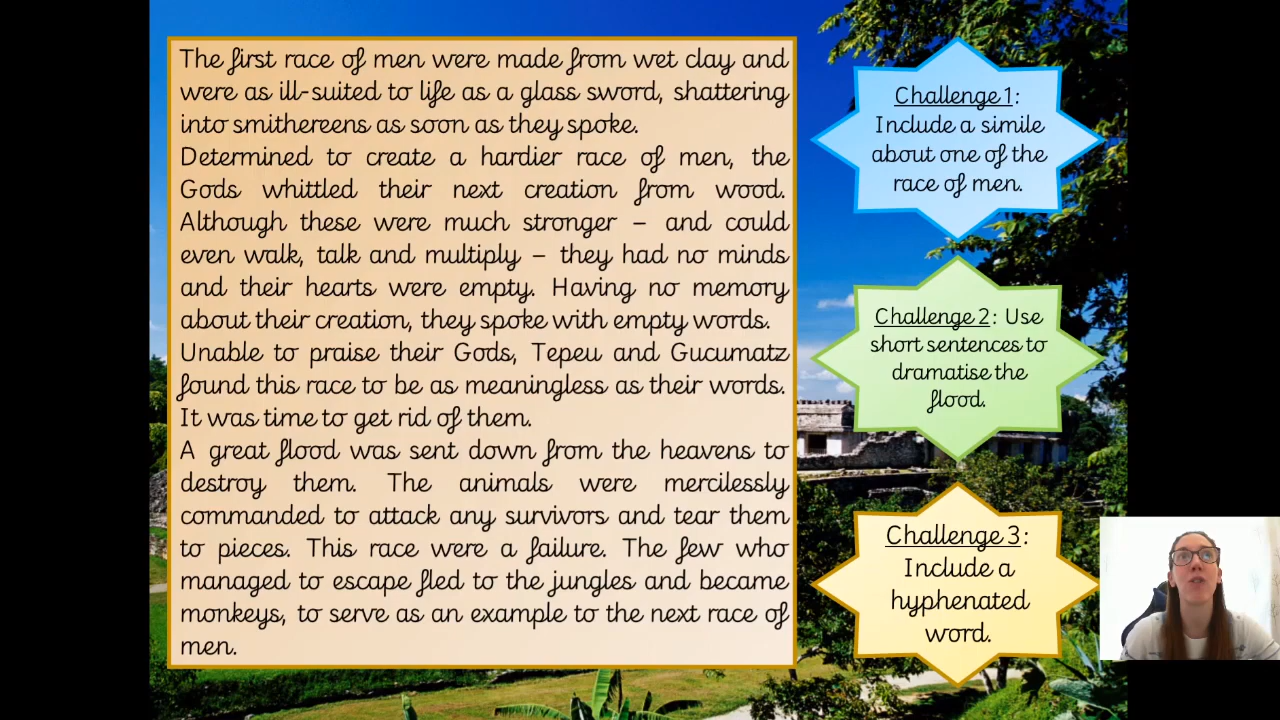 The first race of men were made from wet clay and
were as ill-suited to life as a glass sword, shattering
into smithereens as soon as they spoke.
Determined to create a hardier race of men, the
Gods whittled their next creation from wood.
Although these were much stronger – and could
even walk, talk and multiply – they had no minds
and their hearts were empty. Having no memory
about their creation, they spoke with empty words.
Unable to praise their Gods, Tepeu and Gucumatz
found this race to be as meaningless as their words.
It was time to get rid of them.
A great flood was sent down from the heavens to
destroy them. The animals were mercilessly
commanded to attack any survivors and tear them
to pieces. This race were a failure. The few who
managed to escape fled to the jungles and became
monkeys, to serve as an example to the next race of
men.
Challenge 1:
Include a simile
about one of the
race of men.
Challenge 2: Use
short sentences to
dramatise the
flood.
Challenge 3:
Include a
hyphenated
word.